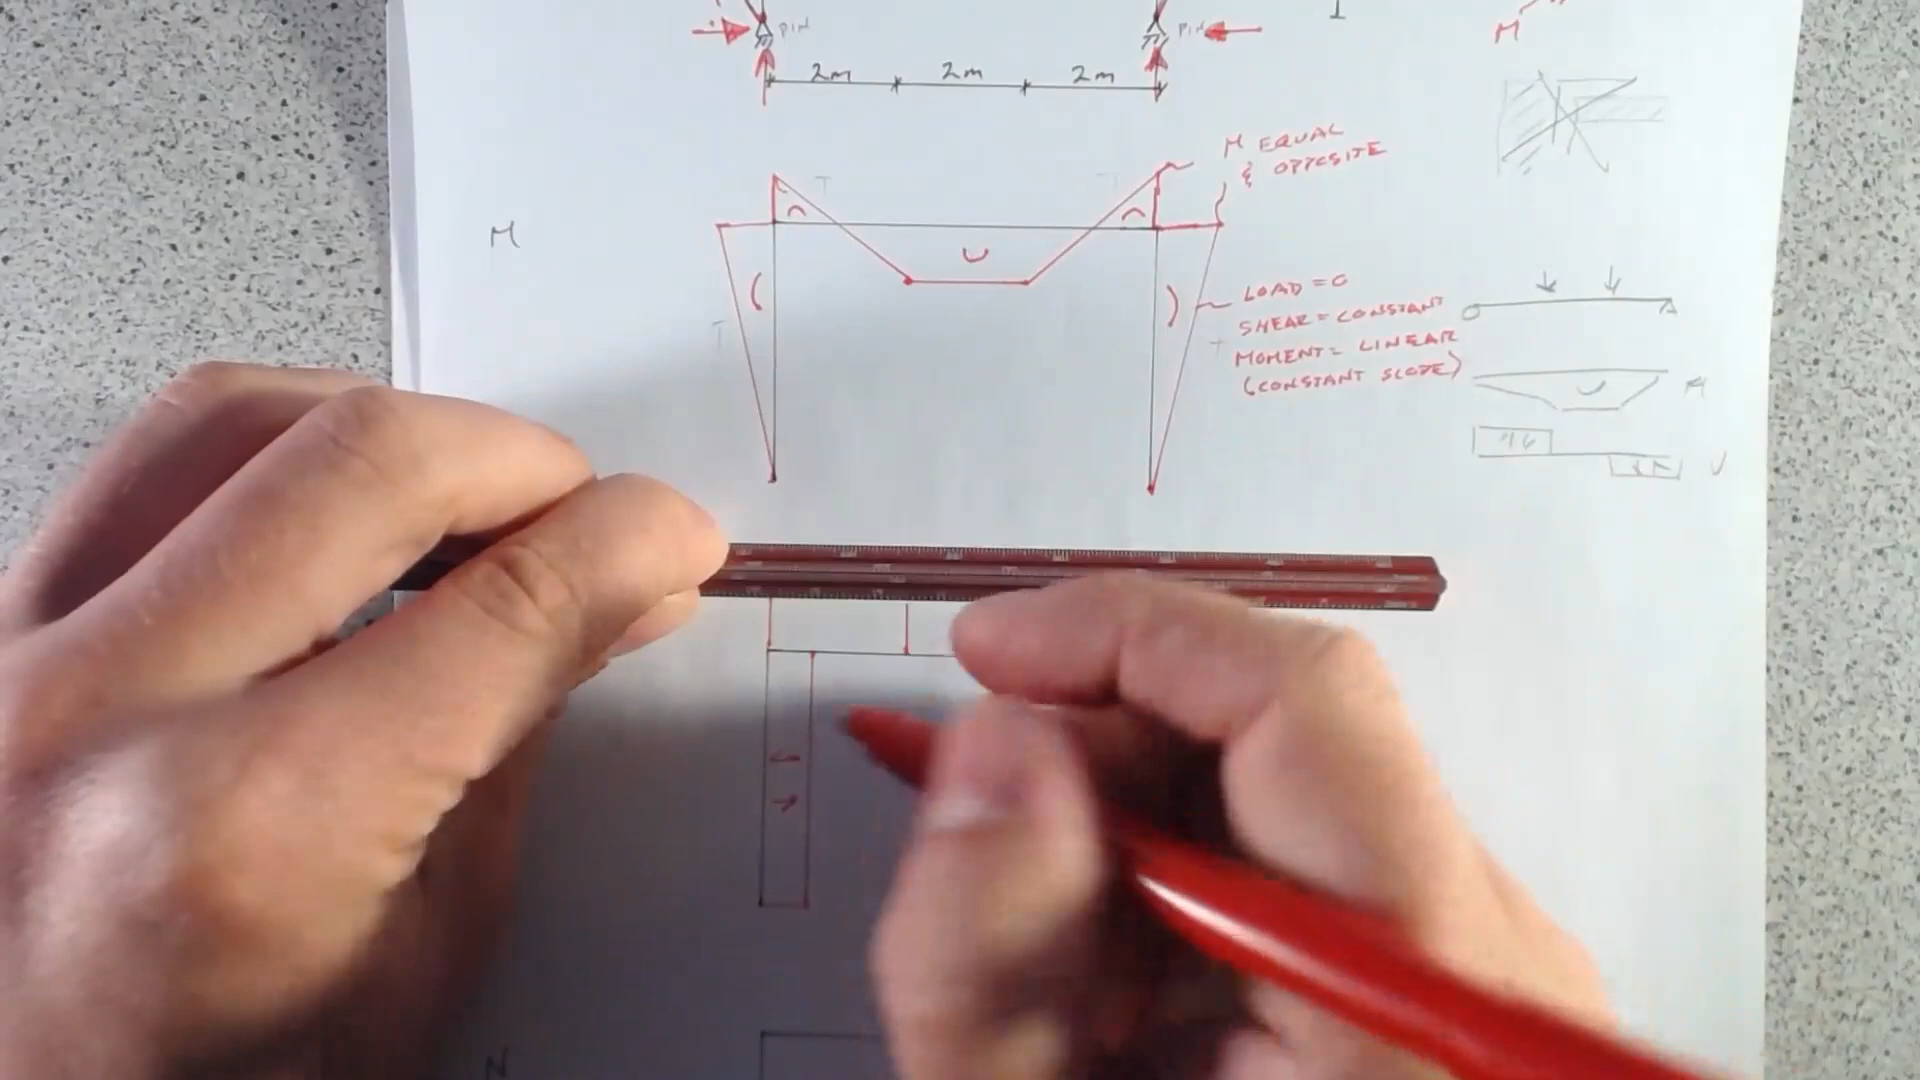 PIN
PIN
2m 2m 2m
M
M EQUAL
& OPPOSITE
T T
M
LOAD = 0
SHEAR = CONSTANT
MOMENT = LINEAR
(CONSTANT SLOPE)
T T
M
V
N